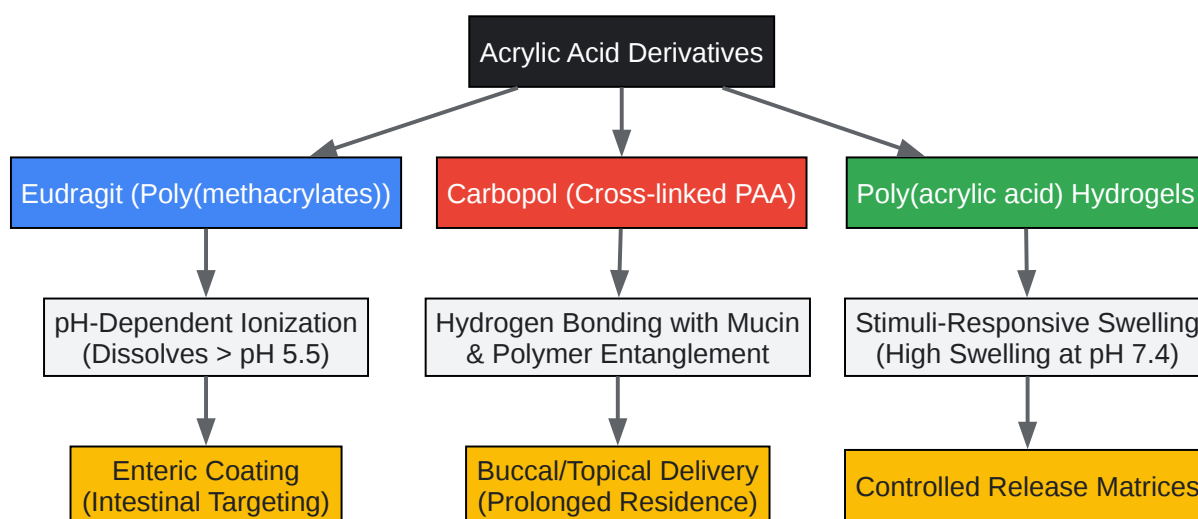 Acrylic Acid Derivatives
Eudragit (Poly(methacrylates))
Carbopol (Cross-linked PAA)
Poly(acrylic acid) Hydrogels
pH-Dependent Ionization
(Dissolves > pH 5.5)
Hydrogen Bonding with Mucin
& Polymer Entanglement
Stimuli-Responsive Swelling
(High Swelling at pH 7.4)
Enteric Coating
(Intestinal Targeting)
Buccal/Topical Delivery
(Prolonged Residence)
Controlled Release Matrices